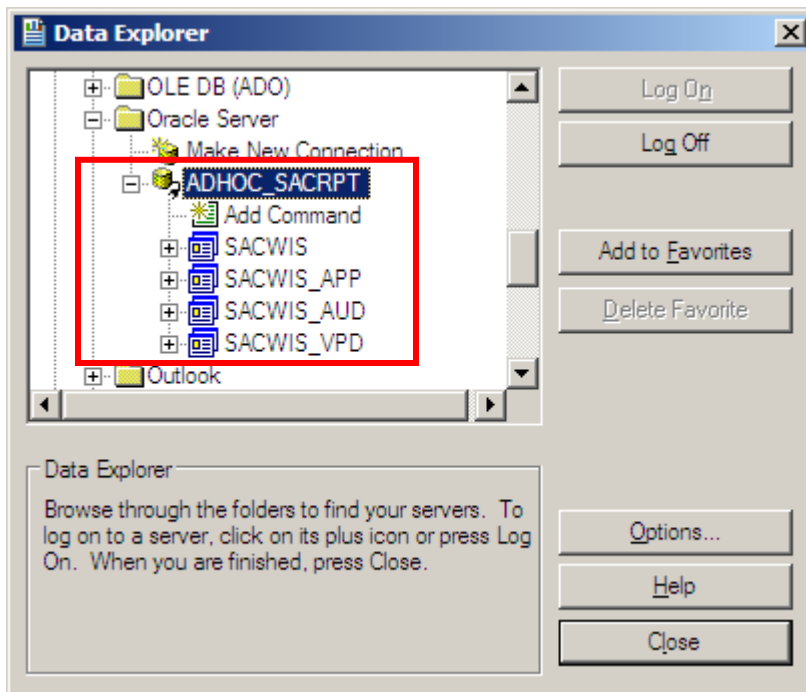 Data Explorer
OLE DB (ADO)
Oracle Server
Make New Connection
ADHOC_SACRPT
Add Command
SACWIS
SACWIS_APP
SACWIS_AUD
SACWIS_VPD
Outlook
Log On
Log Off
Add to Favorites
Delete Favorite
Data Explorer
Browse through the folders to find your servers. To
log on to a server, click on its plus icon or press Log
On. When you are finished, press Close.
Options...
Help
Close